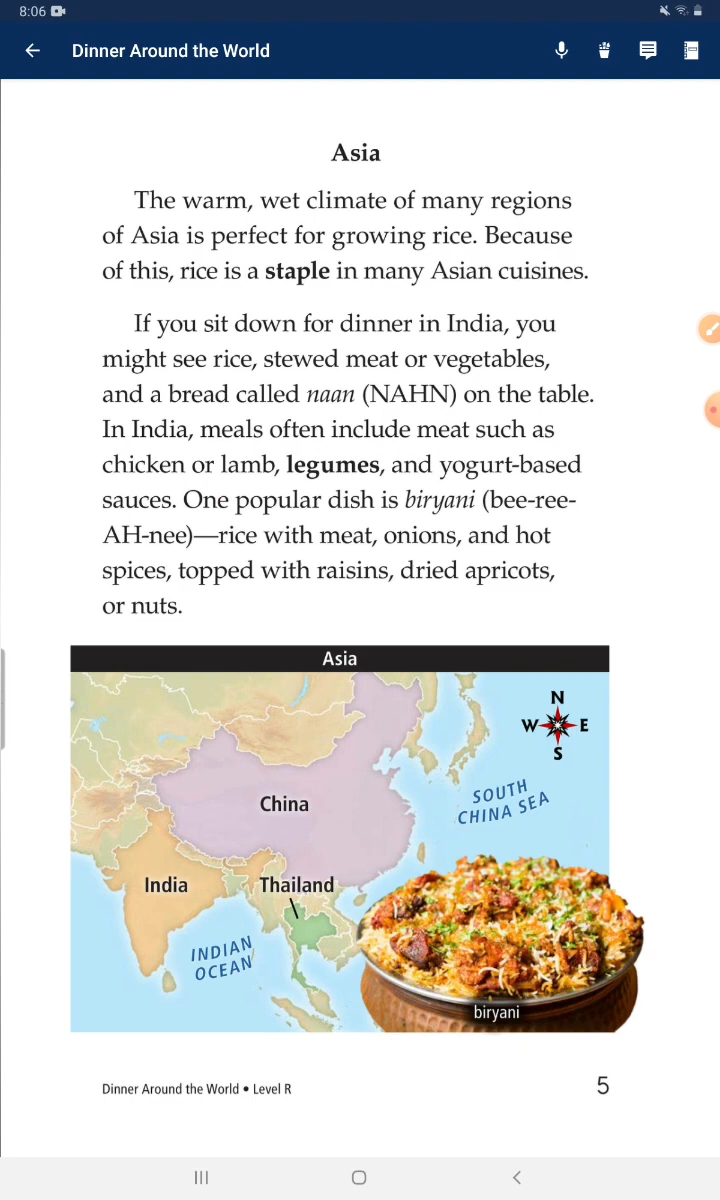 8:06
Dinner Around the World
Asia
The warm, wet climate of many regions
of Asia is perfect for growing rice. Because
of this, rice is a staple in many Asian cuisines.
If you sit down for dinner in India, you
might see rice, stewed meat or vegetables,
and a bread called naan (NAHN) on the table.
In India, meals often include meat such as
chicken or lamb, legumes, and yogurt-based
sauces. One popular dish is biryani (bee-ree-
AH-nee)—rice with meat, onions, and hot
spices, topped with raisins, dried apricots,
or nuts.
Asia
N
W E
S
SOUTH
CHINA SEA
China
India
Thailand
INDIAN
OCEAN
biryani
Dinner Around the World • Level R
5